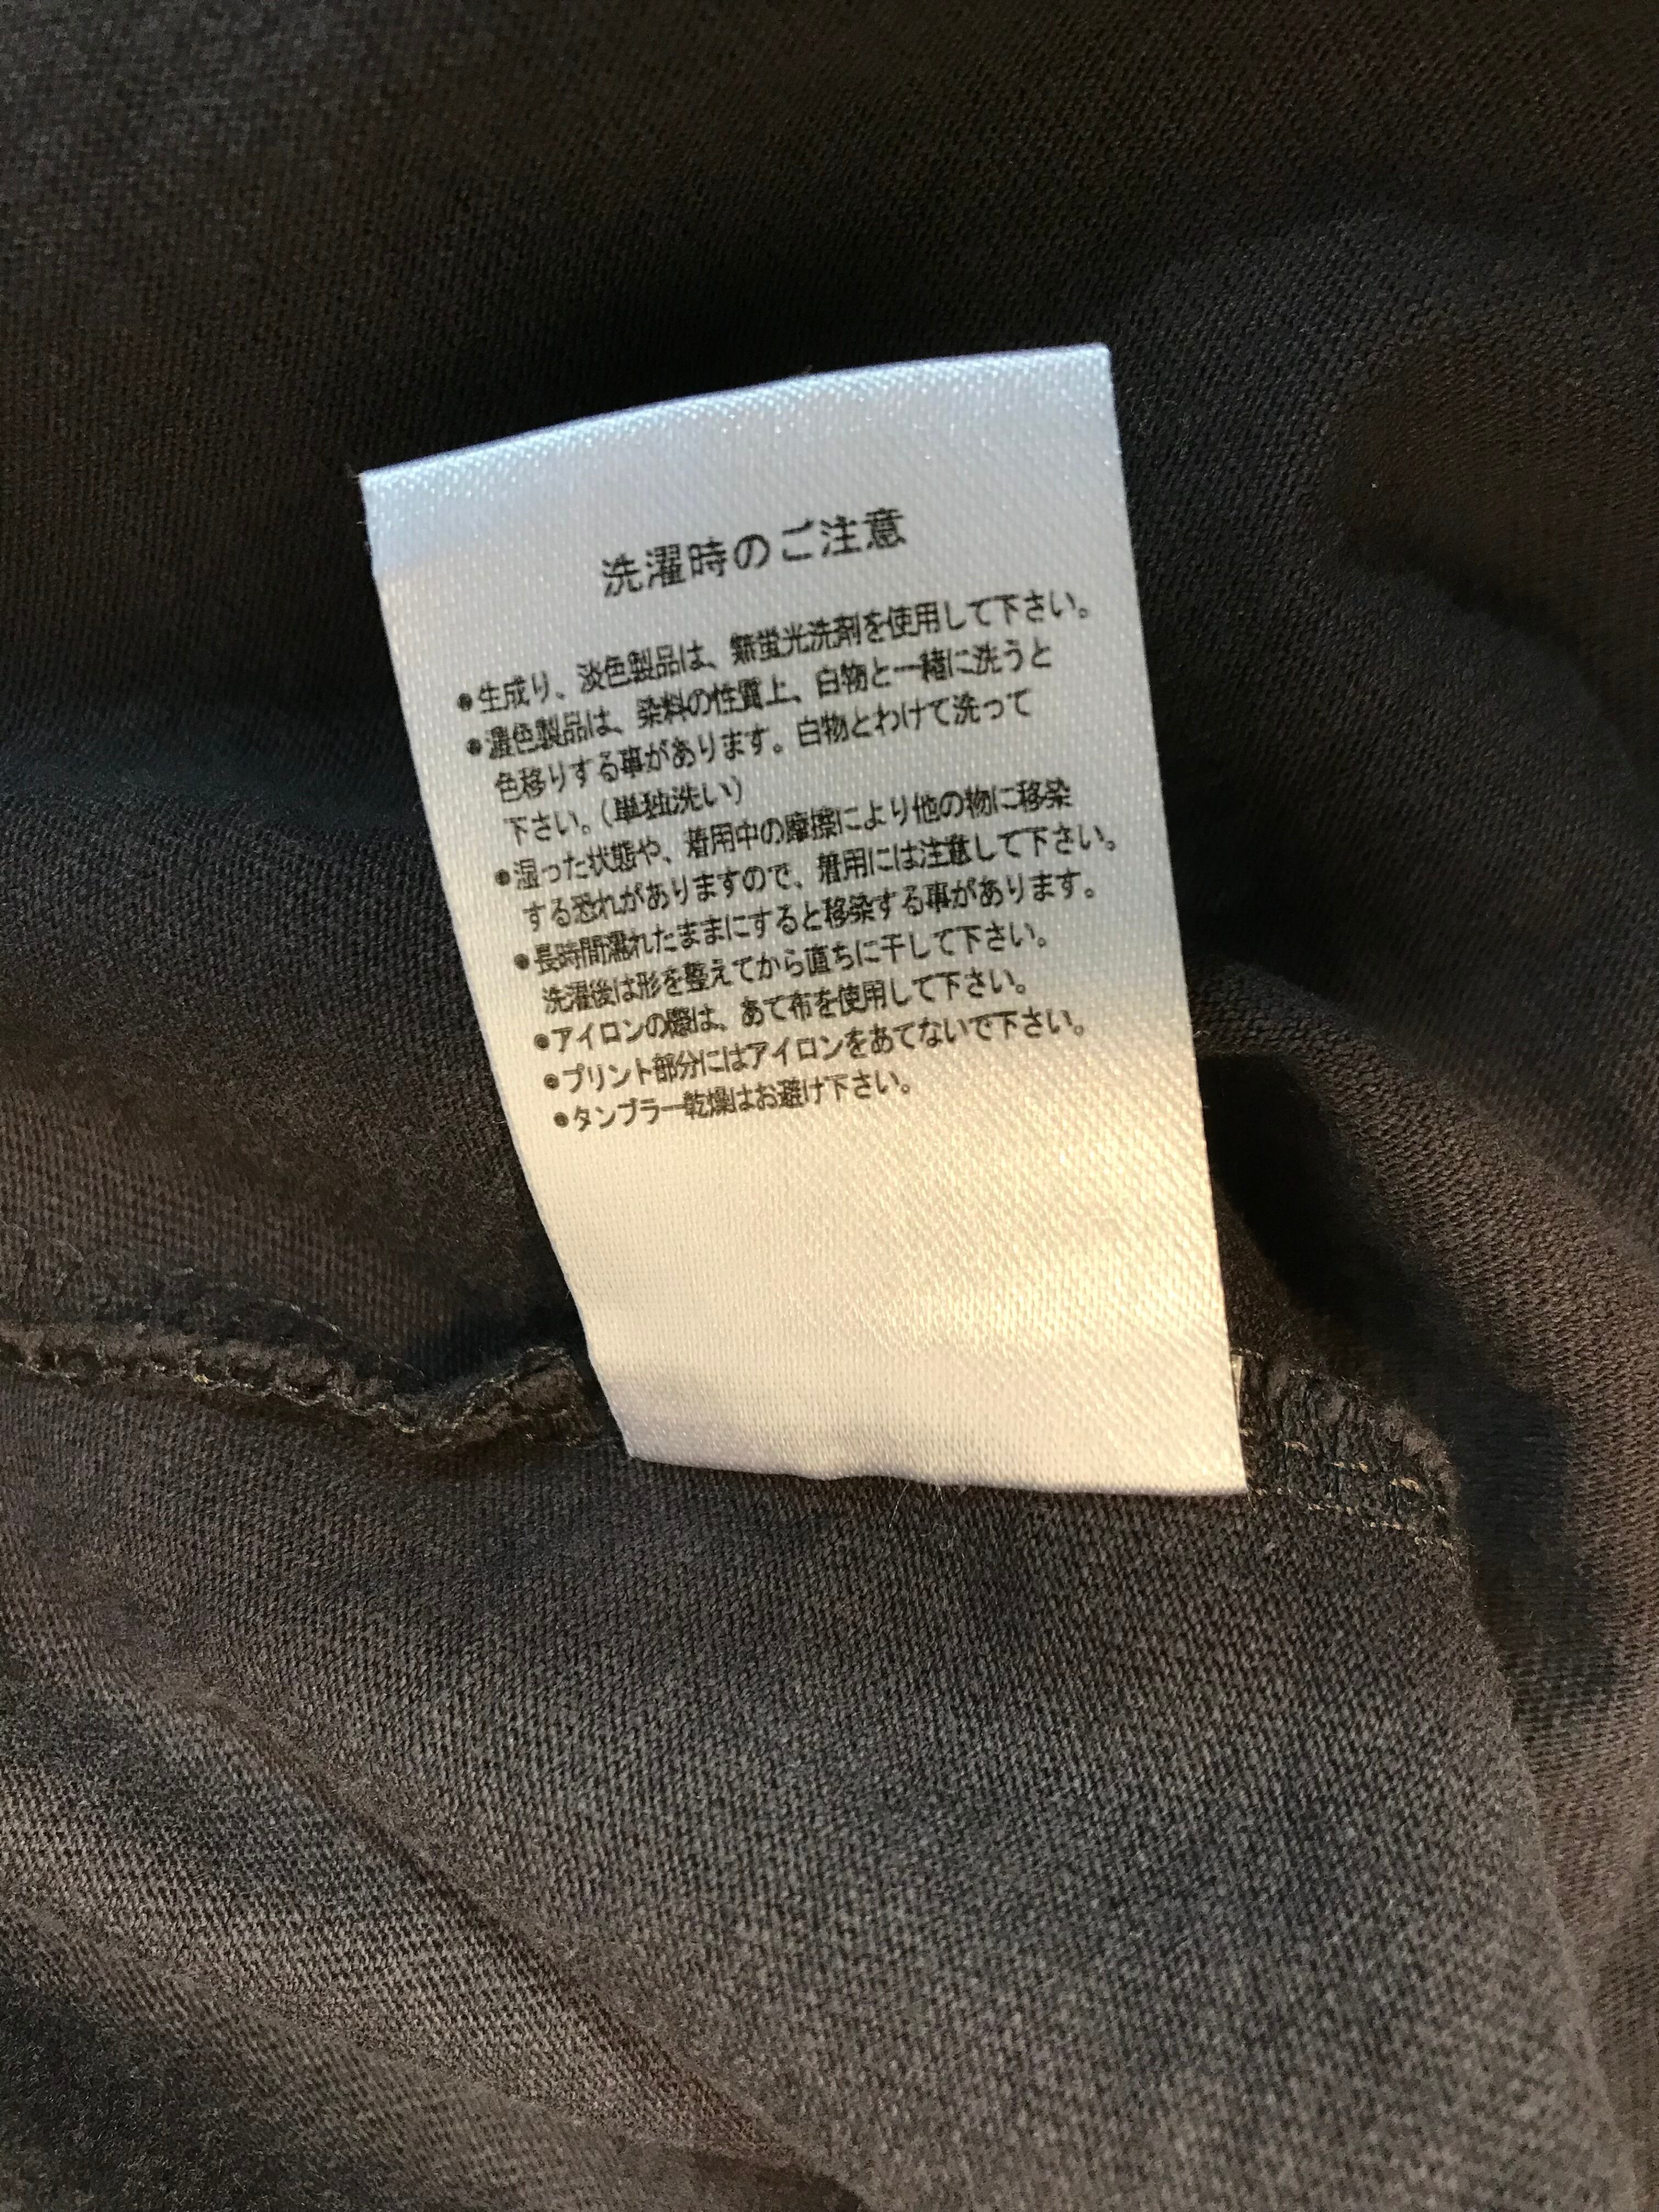 洗濯時のご注意
●生成り、淡色製品は、無蛍光洗剤を使用して下さい。
●濃色製品は、染料の性質上、白物と一緒に洗うと
色移りする事があります。白物とわけて洗って
下さい。(単独洗い)
●湿った状態や、着用中の摩擦により他の物に移染
する恐れがありますので、着用には注意して下さい。
●長時間濡れたままにすると移染する事があります。
洗濯後は形を整えてから直ちに干して下さい。
●アイロンの際は、あて布を使用して下さい。
●プリント部分にはアイロンをあてないで下さい。
●タンブラー乾燥はお避け下さい。